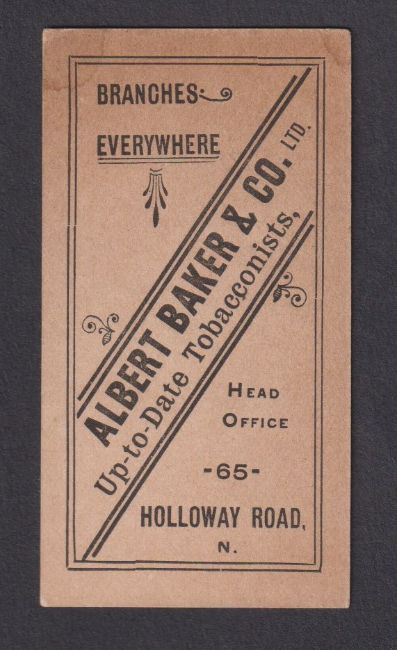 BRANCHES
EVERYWHERE
ALBERT BAKER & CO. LTD.
Up-to-Date Tobacconists,
HEAD
OFFICE
-65-
HOLLOWAY ROAD,
N.